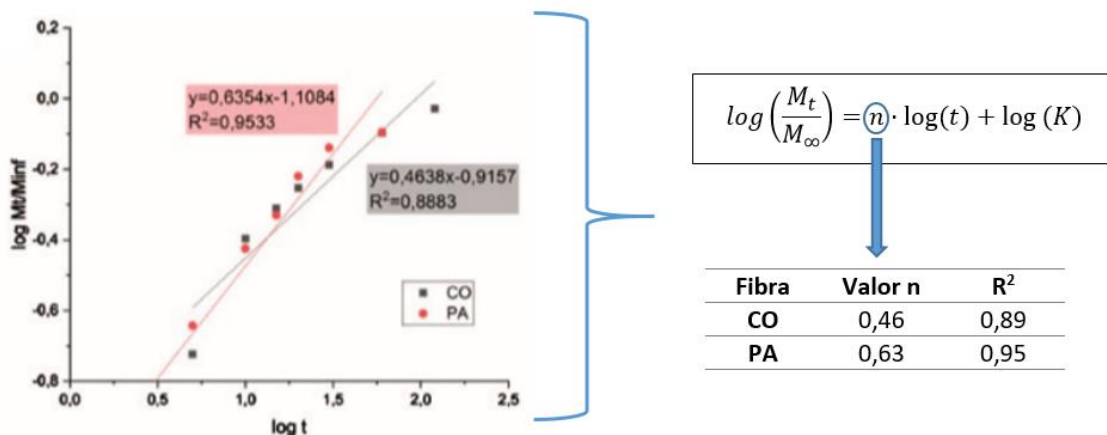 0,2
0,0
-0,2
-0,4
-0,6
-0,8
log Mt/Minf
y=0,6354x-1,1084
R²=0,9533
y=0,4638x-0,9157
R²=0,8883
CO
PA
0,0 0,5 1,0 1,5 2,0 2,5
log t
log (M_t/M_∞) = n · log(t) + log (K)
Fibra Valor n R²
CO 0,46 0,89
PA 0,63 0,95